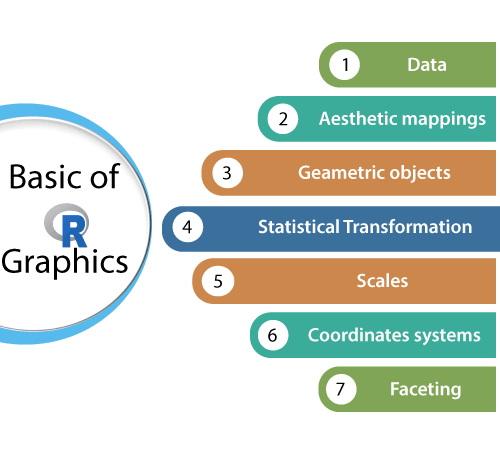 Basic of
R
Graphics
1 Data
2 Aesthetic mappings
3 Geametric objects
4 Statistical Transformation
5 Scales
6 Coordinates systems
7 Faceting